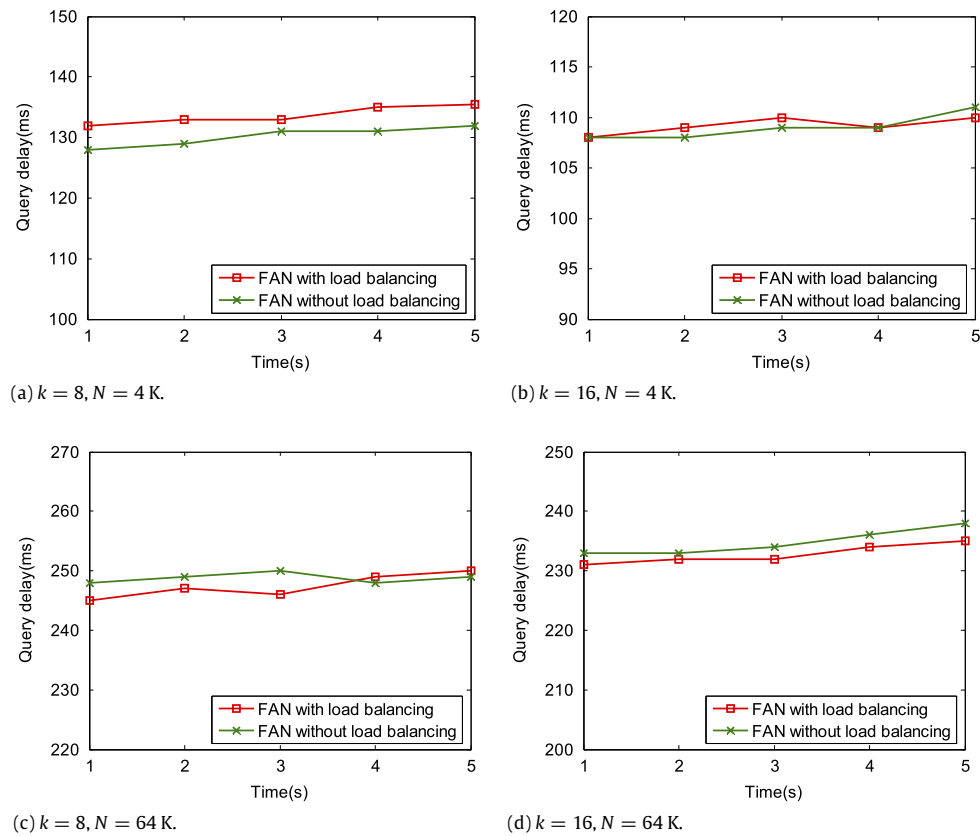 150
140
130
120
110
100
Query delay(ms)
FAN with load balancing
FAN without load balancing
1 2 3 4 5
Time(s)
(a) k = 8, N = 4 K.
120
115
110
105
100
95
90
Query delay(ms)
FAN with load balancing
FAN without load balancing
1 2 3 4 5
Time(s)
(b) k = 16, N = 4 K.
270
260
250
240
230
220
Query delay(ms)
FAN with load balancing
FAN without load balancing
1 2 3 4 5
Time(s)
(c) k = 8, N = 64 K.
250
240
230
220
210
200
Query delay(ms)
FAN with load balancing
FAN without load balancing
1 2 3 4 5
Time(s)
(d) k = 16, N = 64 K.